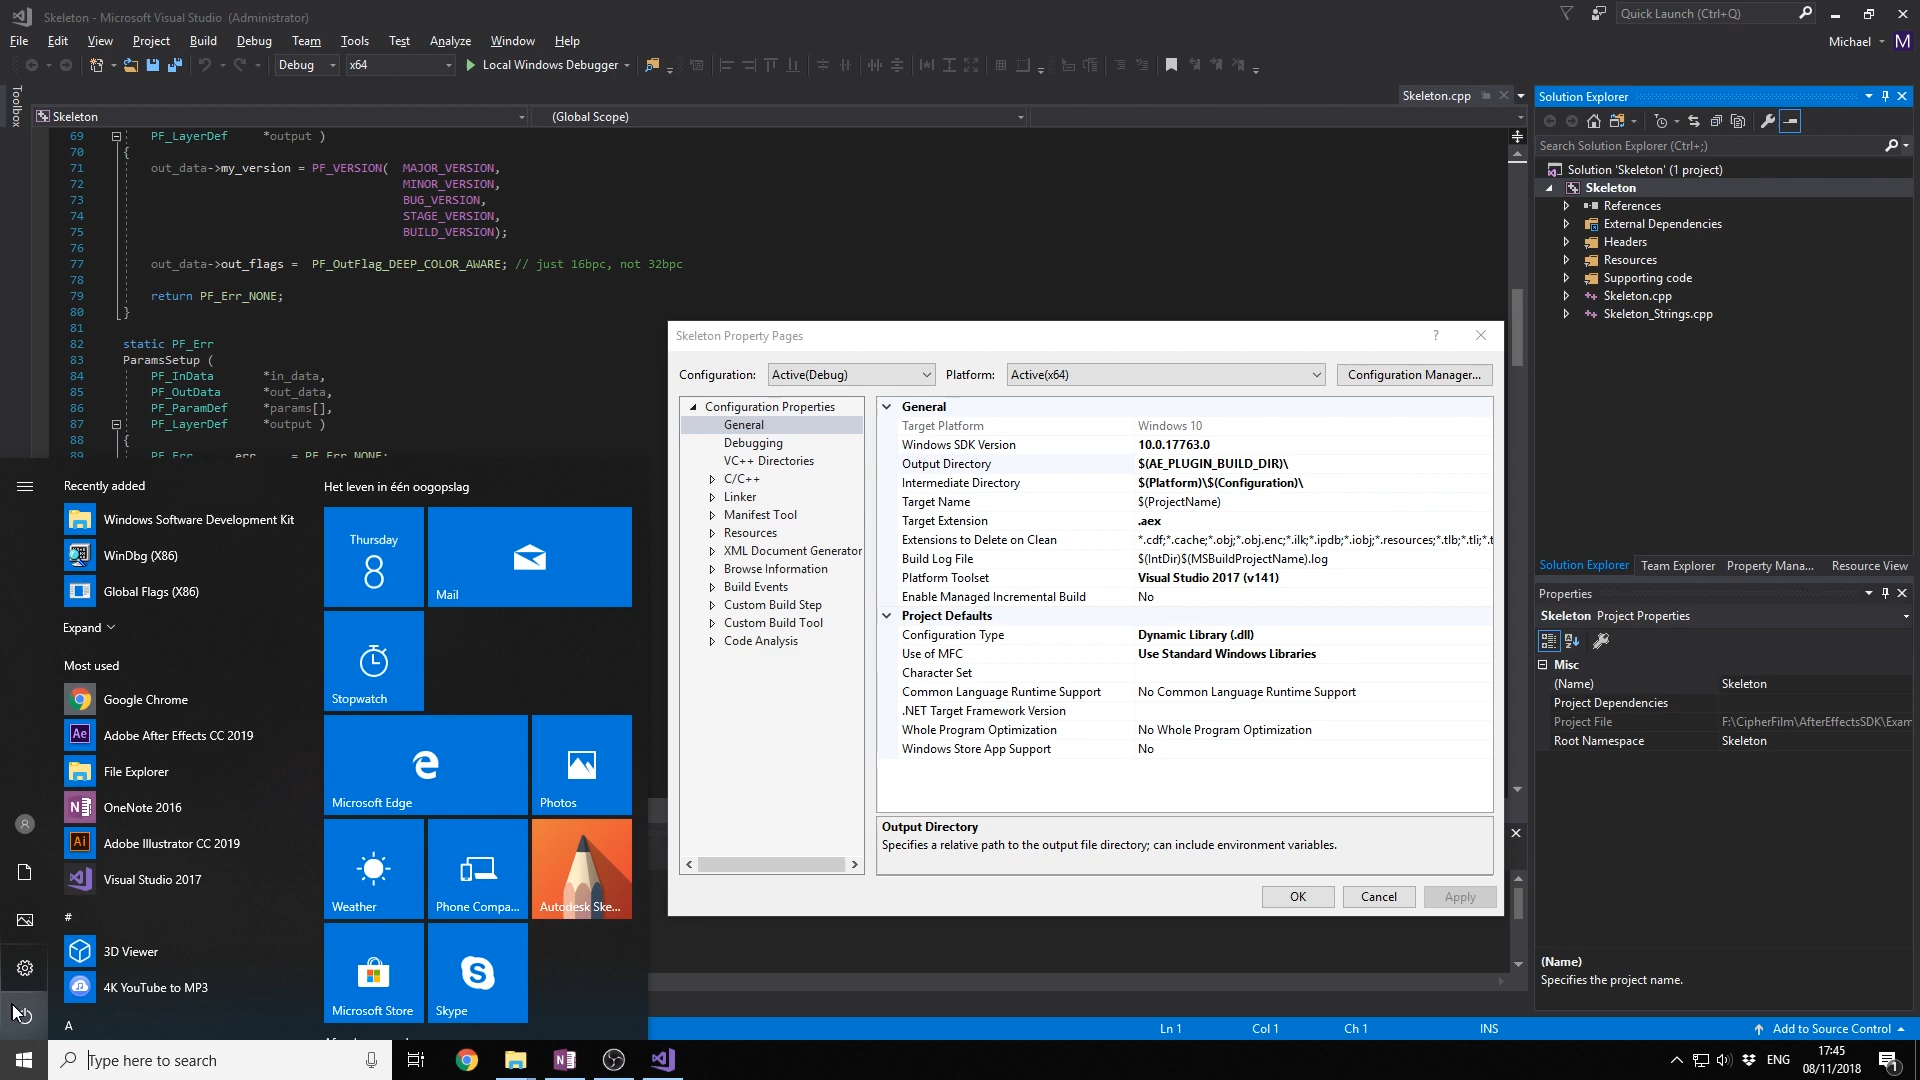 Skeleton - Microsoft Visual Studio (Administrator)
Quick Launch (Ctrl+Q)
File Edit View Project Build Debug Team Tools Test Analyze Window Help
Michael M
Debug x64 Local Windows Debugger
Toolbox
Skeleton.cpp
Skeleton (Global Scope)
69 PF_LayerDef *output )
70 {
71 out_data->my_version = PF_VERSION( MAJOR_VERSION,
72 MINOR_VERSION,
73 BUG_VERSION,
74 STAGE_VERSION,
75 BUILD_VERSION);
76
77 out_data->out_flags = PF_OutFlag_DEEP_COLOR_AWARE; // just 16bpc, not 32bpc
78
79 return PF_Err_NONE;
80 }
81
82 static PF_Err
83 ParamsSetup (
84 PF_InData *in_data,
85 PF_OutData *out_data,
86 PF_ParamDef *params[],
87 PF_LayerDef *output )
88 {
89 PF_Err err = PF_Err_NONE;
Skeleton Property Pages
?
Configuration: Active(Debug) Platform: Active(x64) Configuration Manager...
Configuration Properties
General
Debugging
VC++ Directories
C/C++
Linker
Manifest Tool
Resources
XML Document Generator
Browse Information
Build Events
Custom Build Step
Custom Build Tool
Code Analysis
General
Target Platform Windows 10
Windows SDK Version 10.0.17763.0
Output Directory $(AE_PLUGIN_BUILD_DIR)\
Intermediate Directory $(Platform)\$(Configuration)\
Target Name $(ProjectName)
Target Extension .aex
Extensions to Delete on Clean *.cdf;*.cache;*.obj;*.obj.enc;*.ilk;*.ipdb;*.iobj;*.resources;*.tlb;*.tli;*.t
Build Log File $(IntDir)$(MSBuildProjectName).log
Platform Toolset Visual Studio 2017 (v141)
Enable Managed Incremental Build No
Project Defaults
Configuration Type Dynamic Library (.dll)
Use of MFC Use Standard Windows Libraries
Character Set
Common Language Runtime Support No Common Language Runtime Support
.NET Target Framework Version
Whole Program Optimization No Whole Program Optimization
Windows Store App Support No
Output Directory
Specifies a relative path to the output file directory; can include environment variables.
OK Cancel Apply
Solution Explorer
Search Solution Explorer (Ctrl+;)
Solution 'Skeleton' (1 project)
Skeleton
References
External Dependencies
Headers
Resources
Supporting code
Skeleton.cpp
Skeleton_Strings.cpp
Solution Explorer Team Explorer Property Mana... Resource View
Properties
Skeleton Project Properties
Misc
(Name) Skeleton
Project Dependencies
Project File F:\CipherFilm\AfterEffectsSDK\Exam
Root Namespace Skeleton
(Name)
Specifies the project name.
Recently added
Windows Software Development Kit
WinDbg (X86)
Global Flags (X86)
Expand
Most used
Google Chrome
Adobe After Effects CC 2019
File Explorer
OneNote 2016
Adobe Illustrator CC 2019
Visual Studio 2017
#
3D Viewer
4K YouTube to MP3
A
Het leven in één oogopslag
Thursday
8
Mail
Stopwatch
Microsoft Edge
Photos
Weather
Phone Compa...
Autodesk Ske...
Microsoft Store
Skype
Ln 1 Col 1 Ch 1 INS Add to Source Control
Type here to search
ENG
17:45
08/11/2018
1